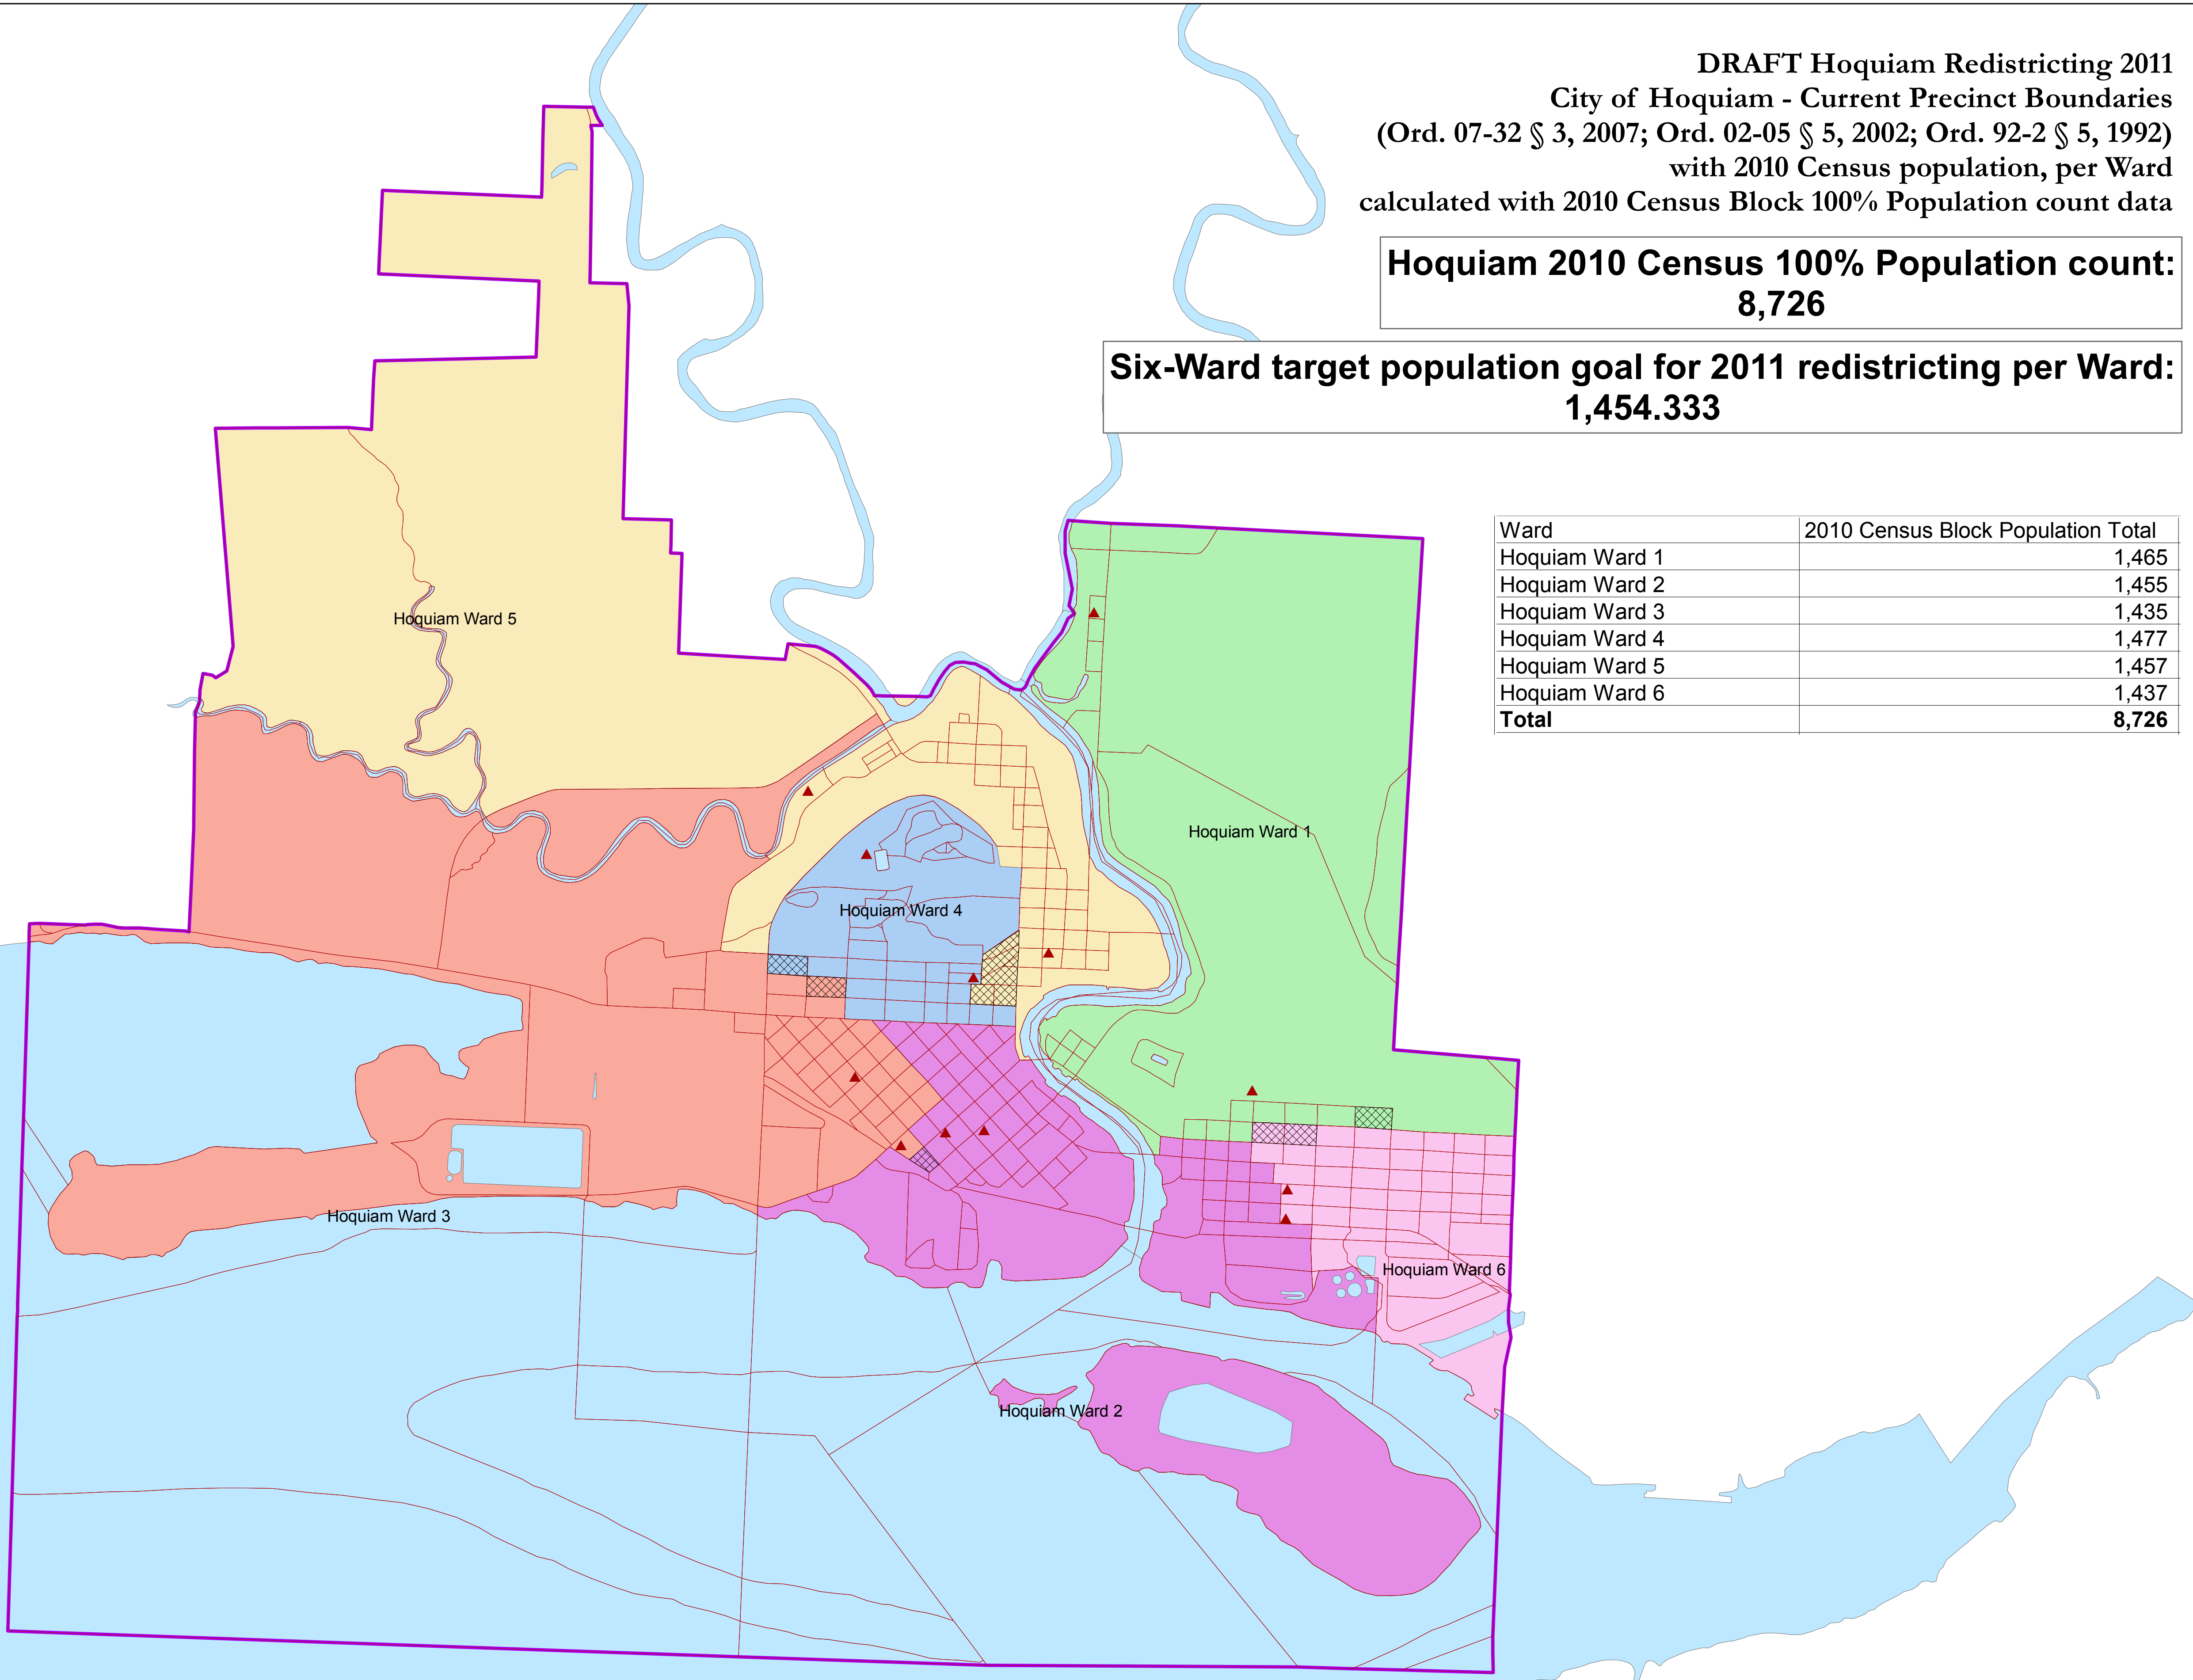 DRAFT Hoquiam Redistricting 2011
City of Hoquiam - Current Precinct Boundaries
(Ord. 07-32 § 3, 2007; Ord. 02-05 § 5, 2002; Ord. 92-2 § 5, 1992)
with 2010 Census population, per Ward
calculated with 2010 Census Block 100% Population count data
Hoquiam 2010 Census 100% Population count:
8,726
Six-Ward target population goal for 2011 redistricting per Ward:
1,454.333
Ward 2010 Census Block Population Total
Hoquiam Ward 1 1,465
Hoquiam Ward 2 1,455
Hoquiam Ward 3 1,435
Hoquiam Ward 4 1,477
Hoquiam Ward 5 1,457
Hoquiam Ward 6 1,437
Total 8,726
Hoquiam Ward 5
Hoquiam Ward 1
Hoquiam Ward 4
Hoquiam Ward 3
Hoquiam Ward 6
Hoquiam Ward 2